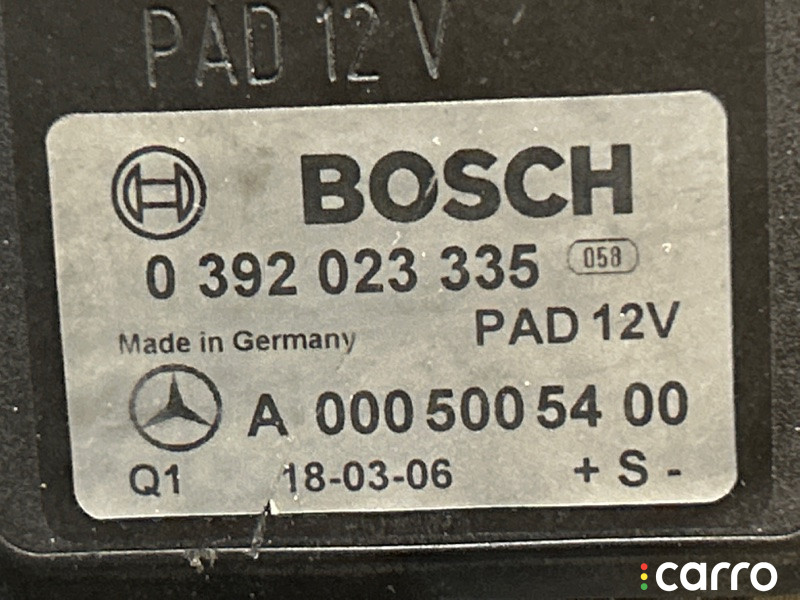 PAD 12 V
BOSCH
0 392 023 335 058
Made in Germany PAD 12V
A 000 500 54 00
Q1 18-03-06 + S -
carro